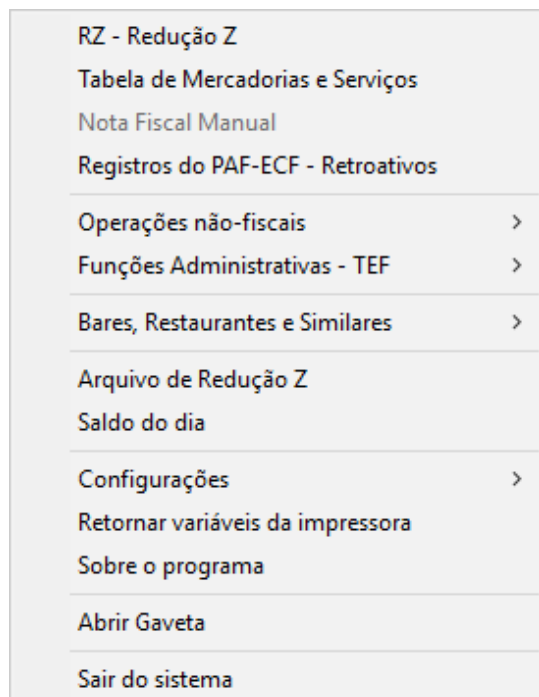 RZ - Redução Z
Tabela de Mercadorias e Serviços
Nota Fiscal Manual
Registros do PAF-ECF - Retroativos
Operações não-fiscais
Funções Administrativas - TEF
Bares, Restaurantes e Similares
Arquivo de Redução Z
Saldo do dia
Configurações
Retornar variáveis da impressora
Sobre o programa
Abrir Gaveta
Sair do sistema